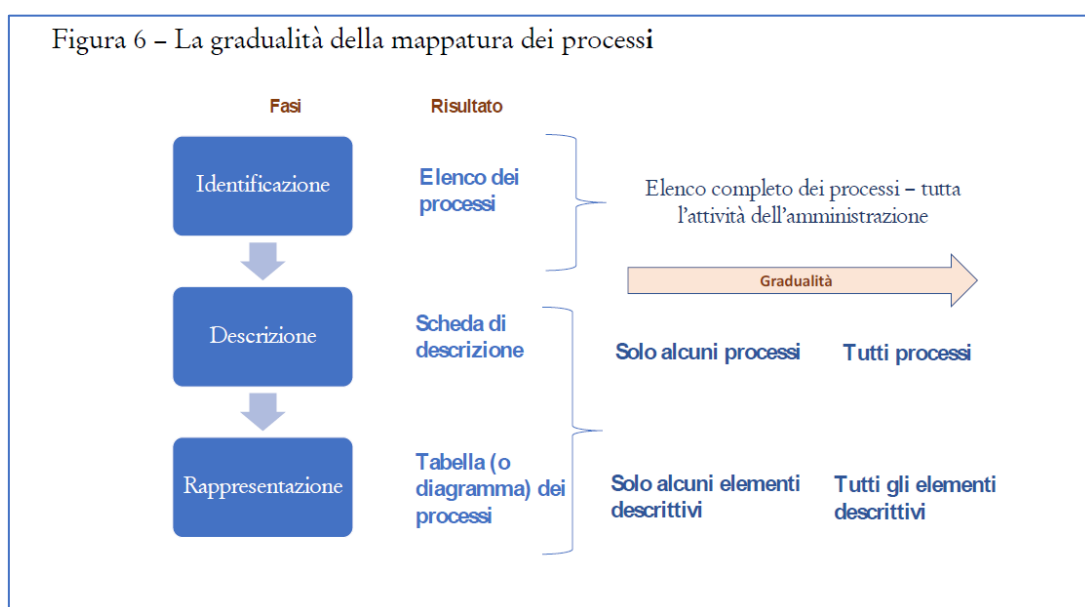 Figura 6 – La gradualità della mappatura dei processi
Fasi
Risultato
Identificazione
Elenco dei
processi
Elenco completo dei processi – tutta
l'attività dell'amministrazione
Gradualità
Descrizione
Scheda di
descrizione
Solo alcuni processi
Tutti processi
Rappresentazione
Tabella (o
diagramma) dei
processi
Solo alcuni elementi
descrittivi
Tutti gli elementi
descrittivi